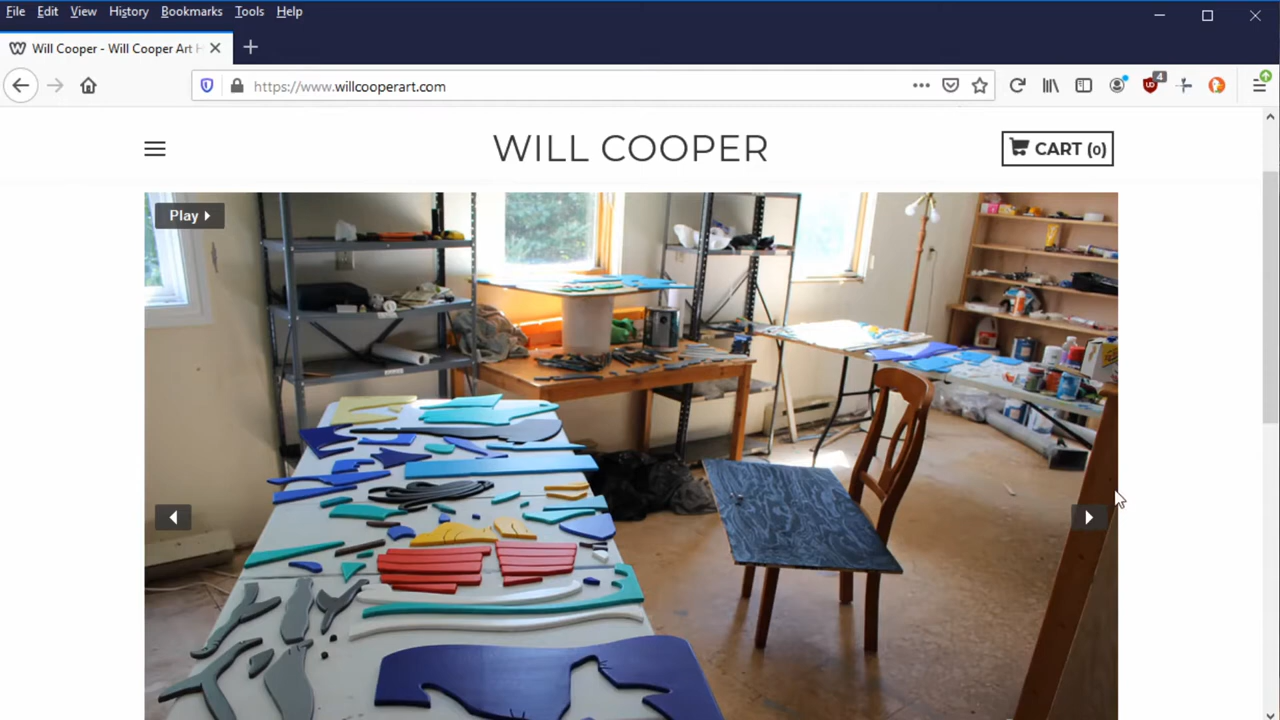 File Edit View History Bookmarks Tools Help
Will Cooper - Will Cooper Art H
https://www.willcooperart.com
4
WILL COOPER
CART (0)
Play